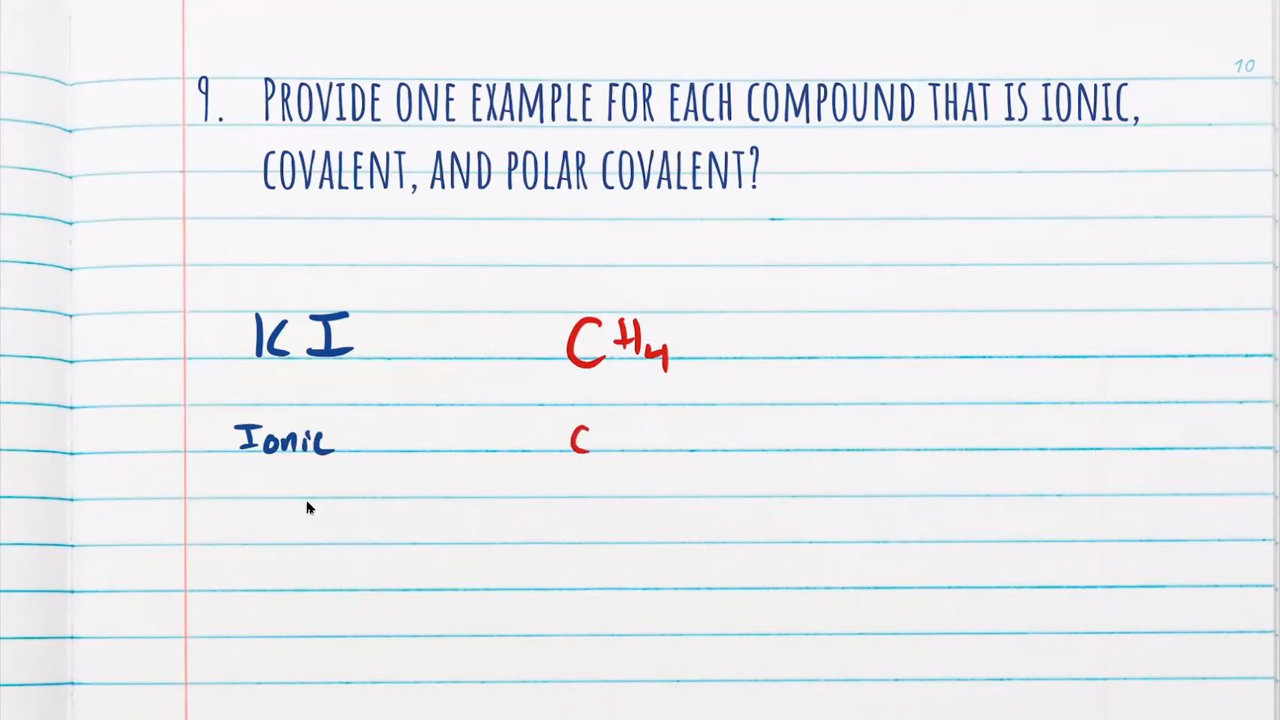 10
9. PROVIDE ONE EXAMPLE FOR EACH COMPOUND THAT IS IONIC,
COVALENT, AND POLAR COVALENT?
KI CH4
Ionic C